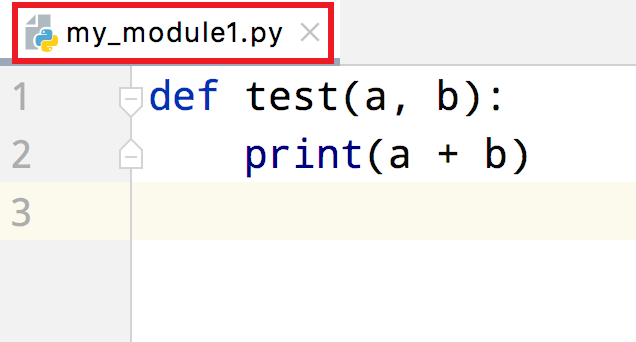 my_module1.py
1 def test(a, b):
2     print(a + b)
3